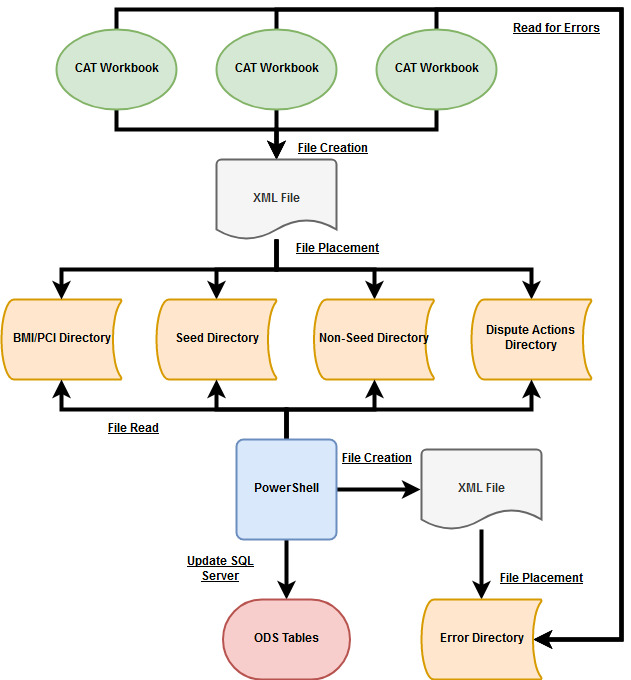 Read for Errors
CAT Workbook
CAT Workbook
CAT Workbook
File Creation
XML File
File Placement
BMI/PCI Directory
Seed Directory
Non-Seed Directory
Dispute Actions
Directory
File Read
File Creation
PowerShell
XML File
Update SQL
Server
File Placement
ODS Tables
Error Directory